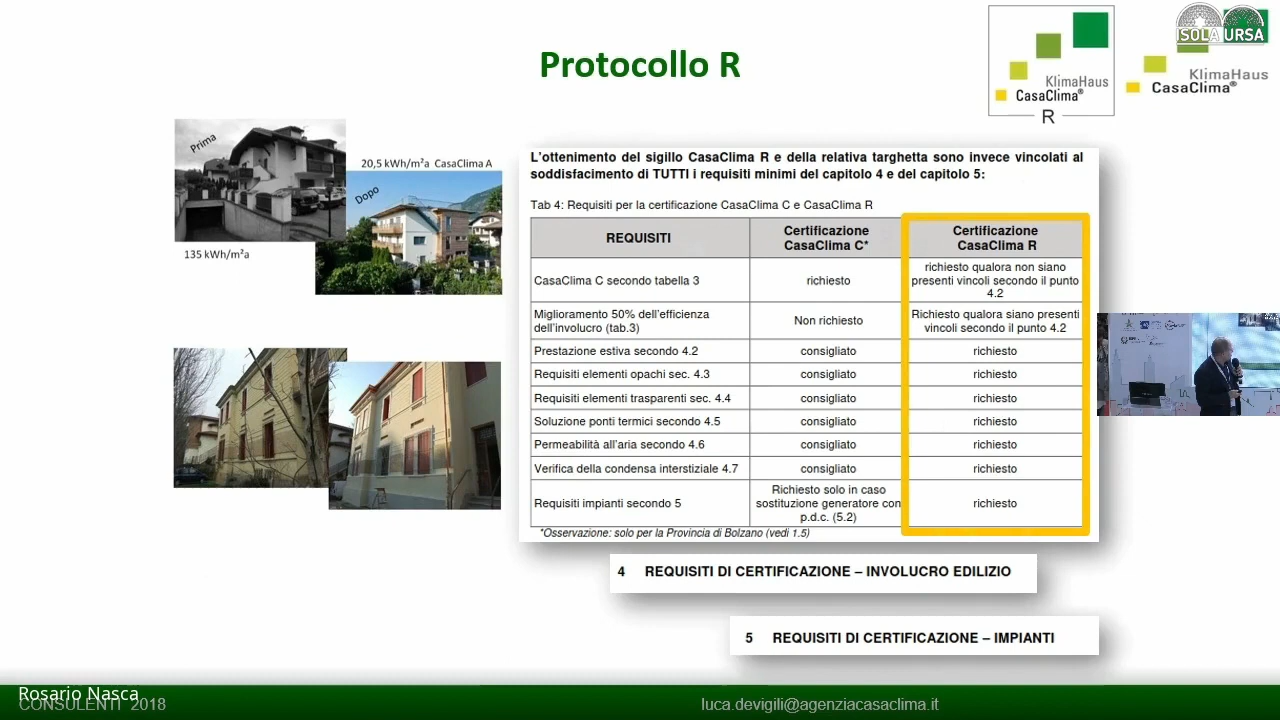 Protocollo R
KlimaHaus
CasaClima®
R
ISOLA URSA
KlimaHaus
CasaClima®
Prima
20,5 kWh/m²a CasaClima A
Dopo
135 kWh/m²a
L'ottenimento del sigillo CasaClima R e della relativa targhetta sono invece vincolati al
soddisfacimento di TUTTI i requisiti minimi del capitolo 4 e del capitolo 5:
Tab 4: Requisiti per la certificazione CasaClima C e CasaClima R
REQUISITI
Certificazione
CasaClima C*
Certificazione
CasaClima R
CasaClima C secondo tabella 3
richiesto
richiesto qualora non siano
presenti vincoli secondo il punto
4.2
Miglioramento 50% dell'efficienza
dell'involucro (tab.3)
Non richiesto
Richiesto qualora siano presenti
vincoli secondo il punto 4.2
Prestazione estiva secondo 4.2
consigliato
richiesto
Requisiti elementi opachi sec. 4.3
consigliato
richiesto
Requisiti elementi trasparenti sec. 4.4
consigliato
richiesto
Soluzione ponti termici secondo 4.5
consigliato
richiesto
Permeabilità all'aria secondo 4.6
consigliato
richiesto
Verifica della condensa interstiziale 4.7
consigliato
richiesto
Requisiti impianti secondo 5
Richiesto solo in caso
sostituzione generatore con
p.d.c. (5.2)
richiesto
*Osservazione: solo per la Provincia di Bolzano (vedi 1.5)
4 REQUISITI DI CERTIFICAZIONE – INVOLUCRO EDILIZIO
5 REQUISITI DI CERTIFICAZIONE – IMPIANTI
Rosario Nasca
CONSULENTI 2018
luca.devigili@agenziacasaclima.it